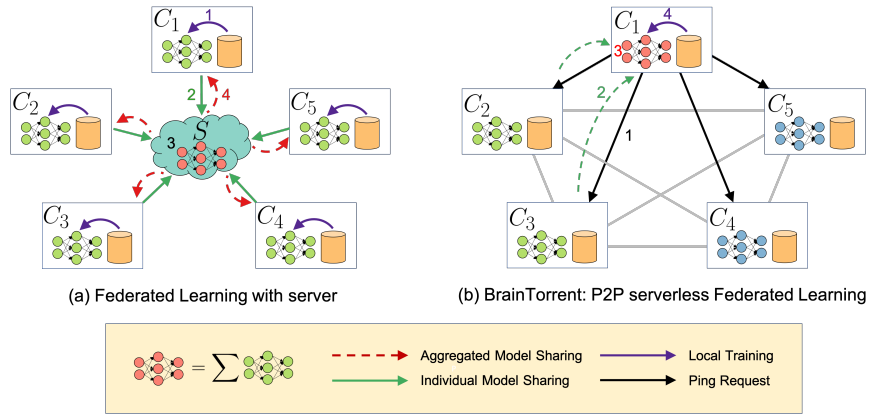 C1
1
2
4
C2
C5
3
S
C3
C4
(a) Federated Learning with server
C1
4
3
2
C2
C5
1
C3
C4
(b) BrainTorrent: P2P serverless Federated Learning
= ∑
Aggregated Model Sharing
Local Training
Individual Model Sharing
Ping Request